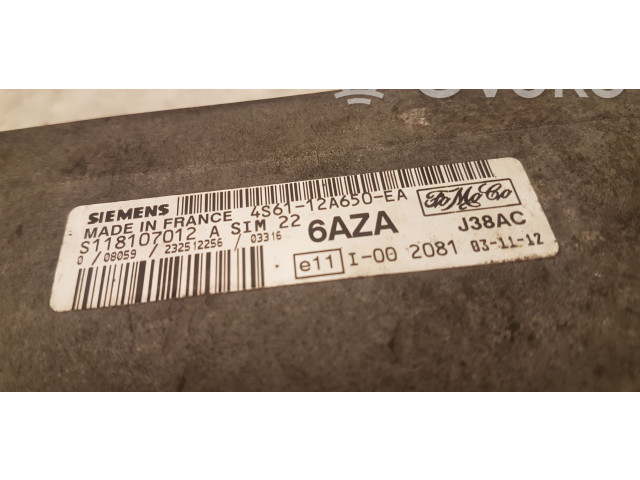 SIEMENS
MADE IN FRANCE 4S61-12A650-EA FoMoCo
S118107012 A SIM 22 6AZA J38AC
0 / 08059 / 232512256 / 03316
e11 I-00 2081 03-11-12